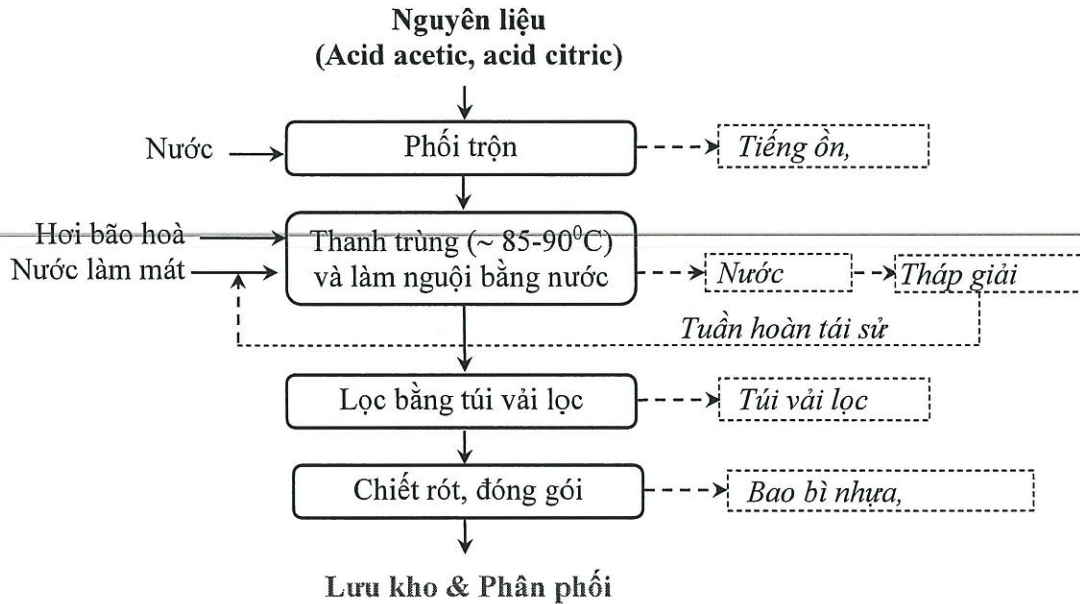 Nguyên liệu
(Acid acetic, acid citric)
Nước
Phối trộn
Tiếng ồn,
Hơi bão hoà
Nước làm mát
Thanh trùng (~ 85-90⁰C)
và làm nguội bằng nước
Nước
Tháp giải
Tuần hoàn tái sử
Lọc bằng túi vải lọc
Túi vải lọc
Chiết rót, đóng gói
Bao bì nhựa,
Lưu kho & Phân phối